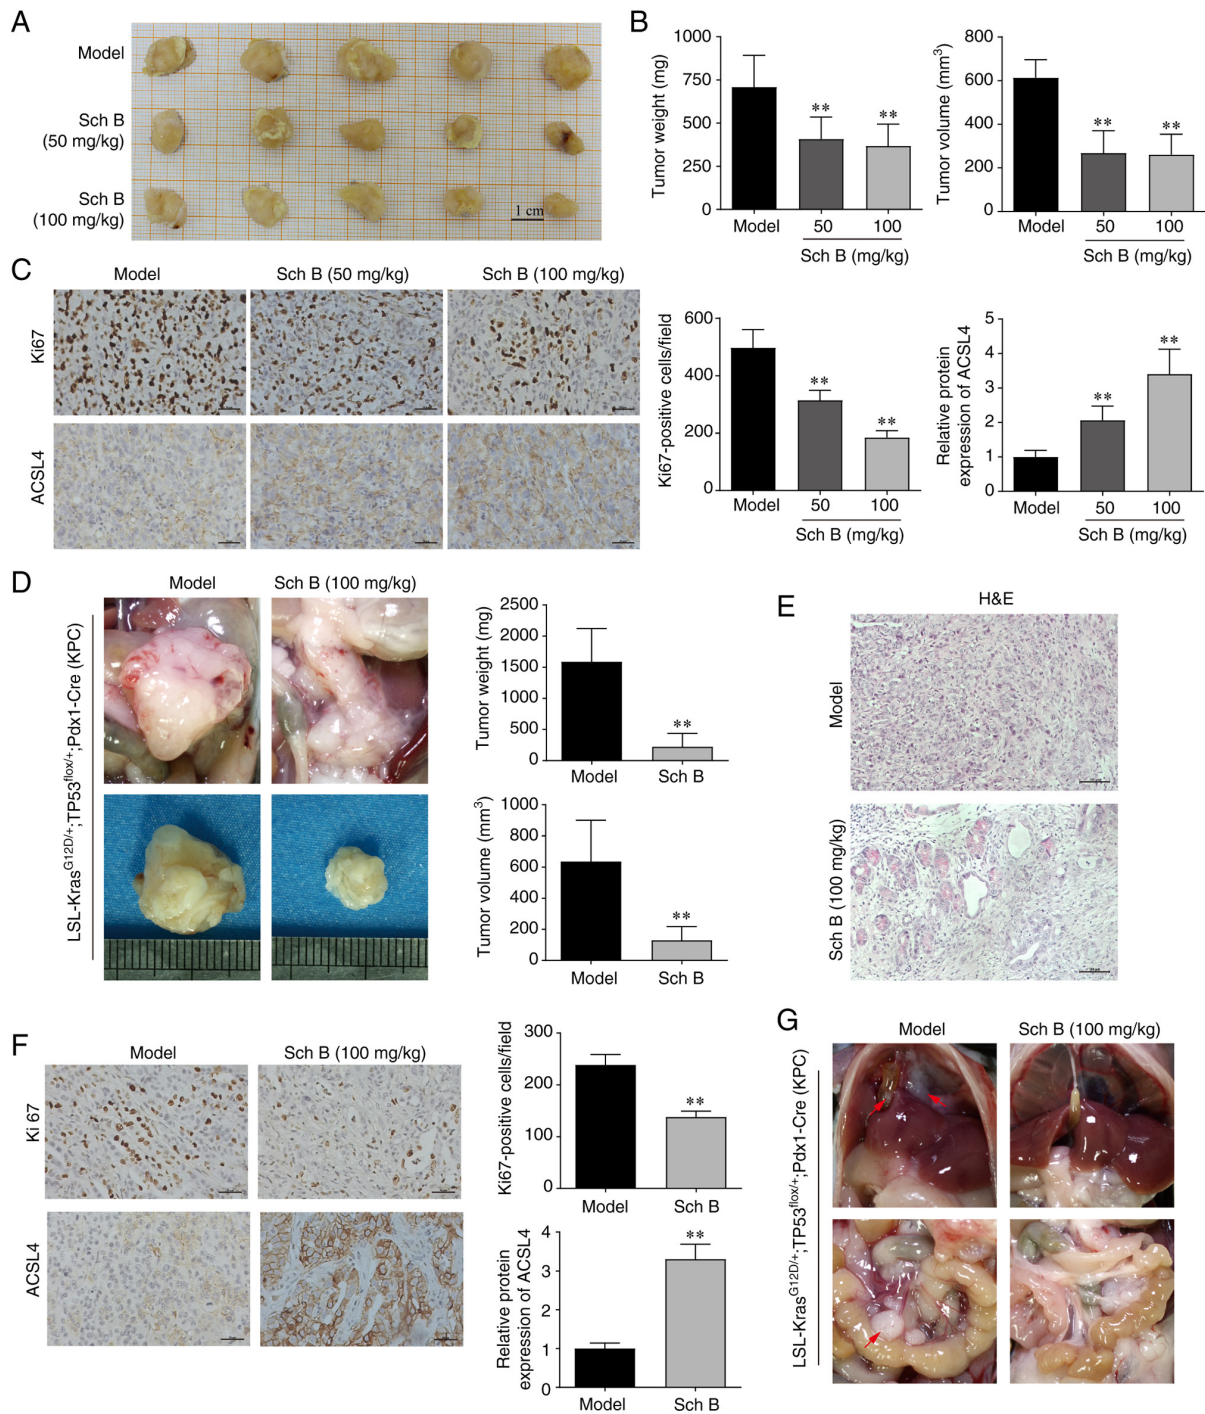 A
Model
Sch B
(50 mg/kg)
Sch B
(100 mg/kg)
1 cm
B
Tumor weight (mg)
1000
750
500
250
0
**
**
Model
50
100
Sch B (mg/kg)
Tumor volume (mm3)
800
600
400
200
0
**
**
Model
50
100
Sch B (mg/kg)
C
Model
Sch B (50 mg/kg)
Sch B (100 mg/kg)
Ki67
ACSL4
Ki67-positive cells/field
600
400
200
0
**
**
Model
50
100
Sch B (mg/kg)
Relative protein
expression of ACSL4
5
4
3
2
1
0
**
**
Model
50
100
Sch B (mg/kg)
D
Model
Sch B (100 mg/kg)
LSL-KrasG12D/+;TP53flox/+;Pdx1-Cre (KPC)
Tumor weight (mg)
2500
2000
1500
1000
500
0
**
Model
Sch B
Tumor volume (mm3)
1000
800
600
400
200
0
**
Model
Sch B
E
H&E
Model
Sch B (100 mg/kg)
F
Model
Sch B (100 mg/kg)
Ki 67
ACSL4
Ki67-positive cells/field
300
200
100
0
**
Model
Sch B
Relative protein
expression of ACSL4
4
3
2
1
0
**
Model
Sch B
G
Model
Sch B (100 mg/kg)
LSL-KrasG12D/+;TP53flox/+;Pdx1-Cre (KPC)